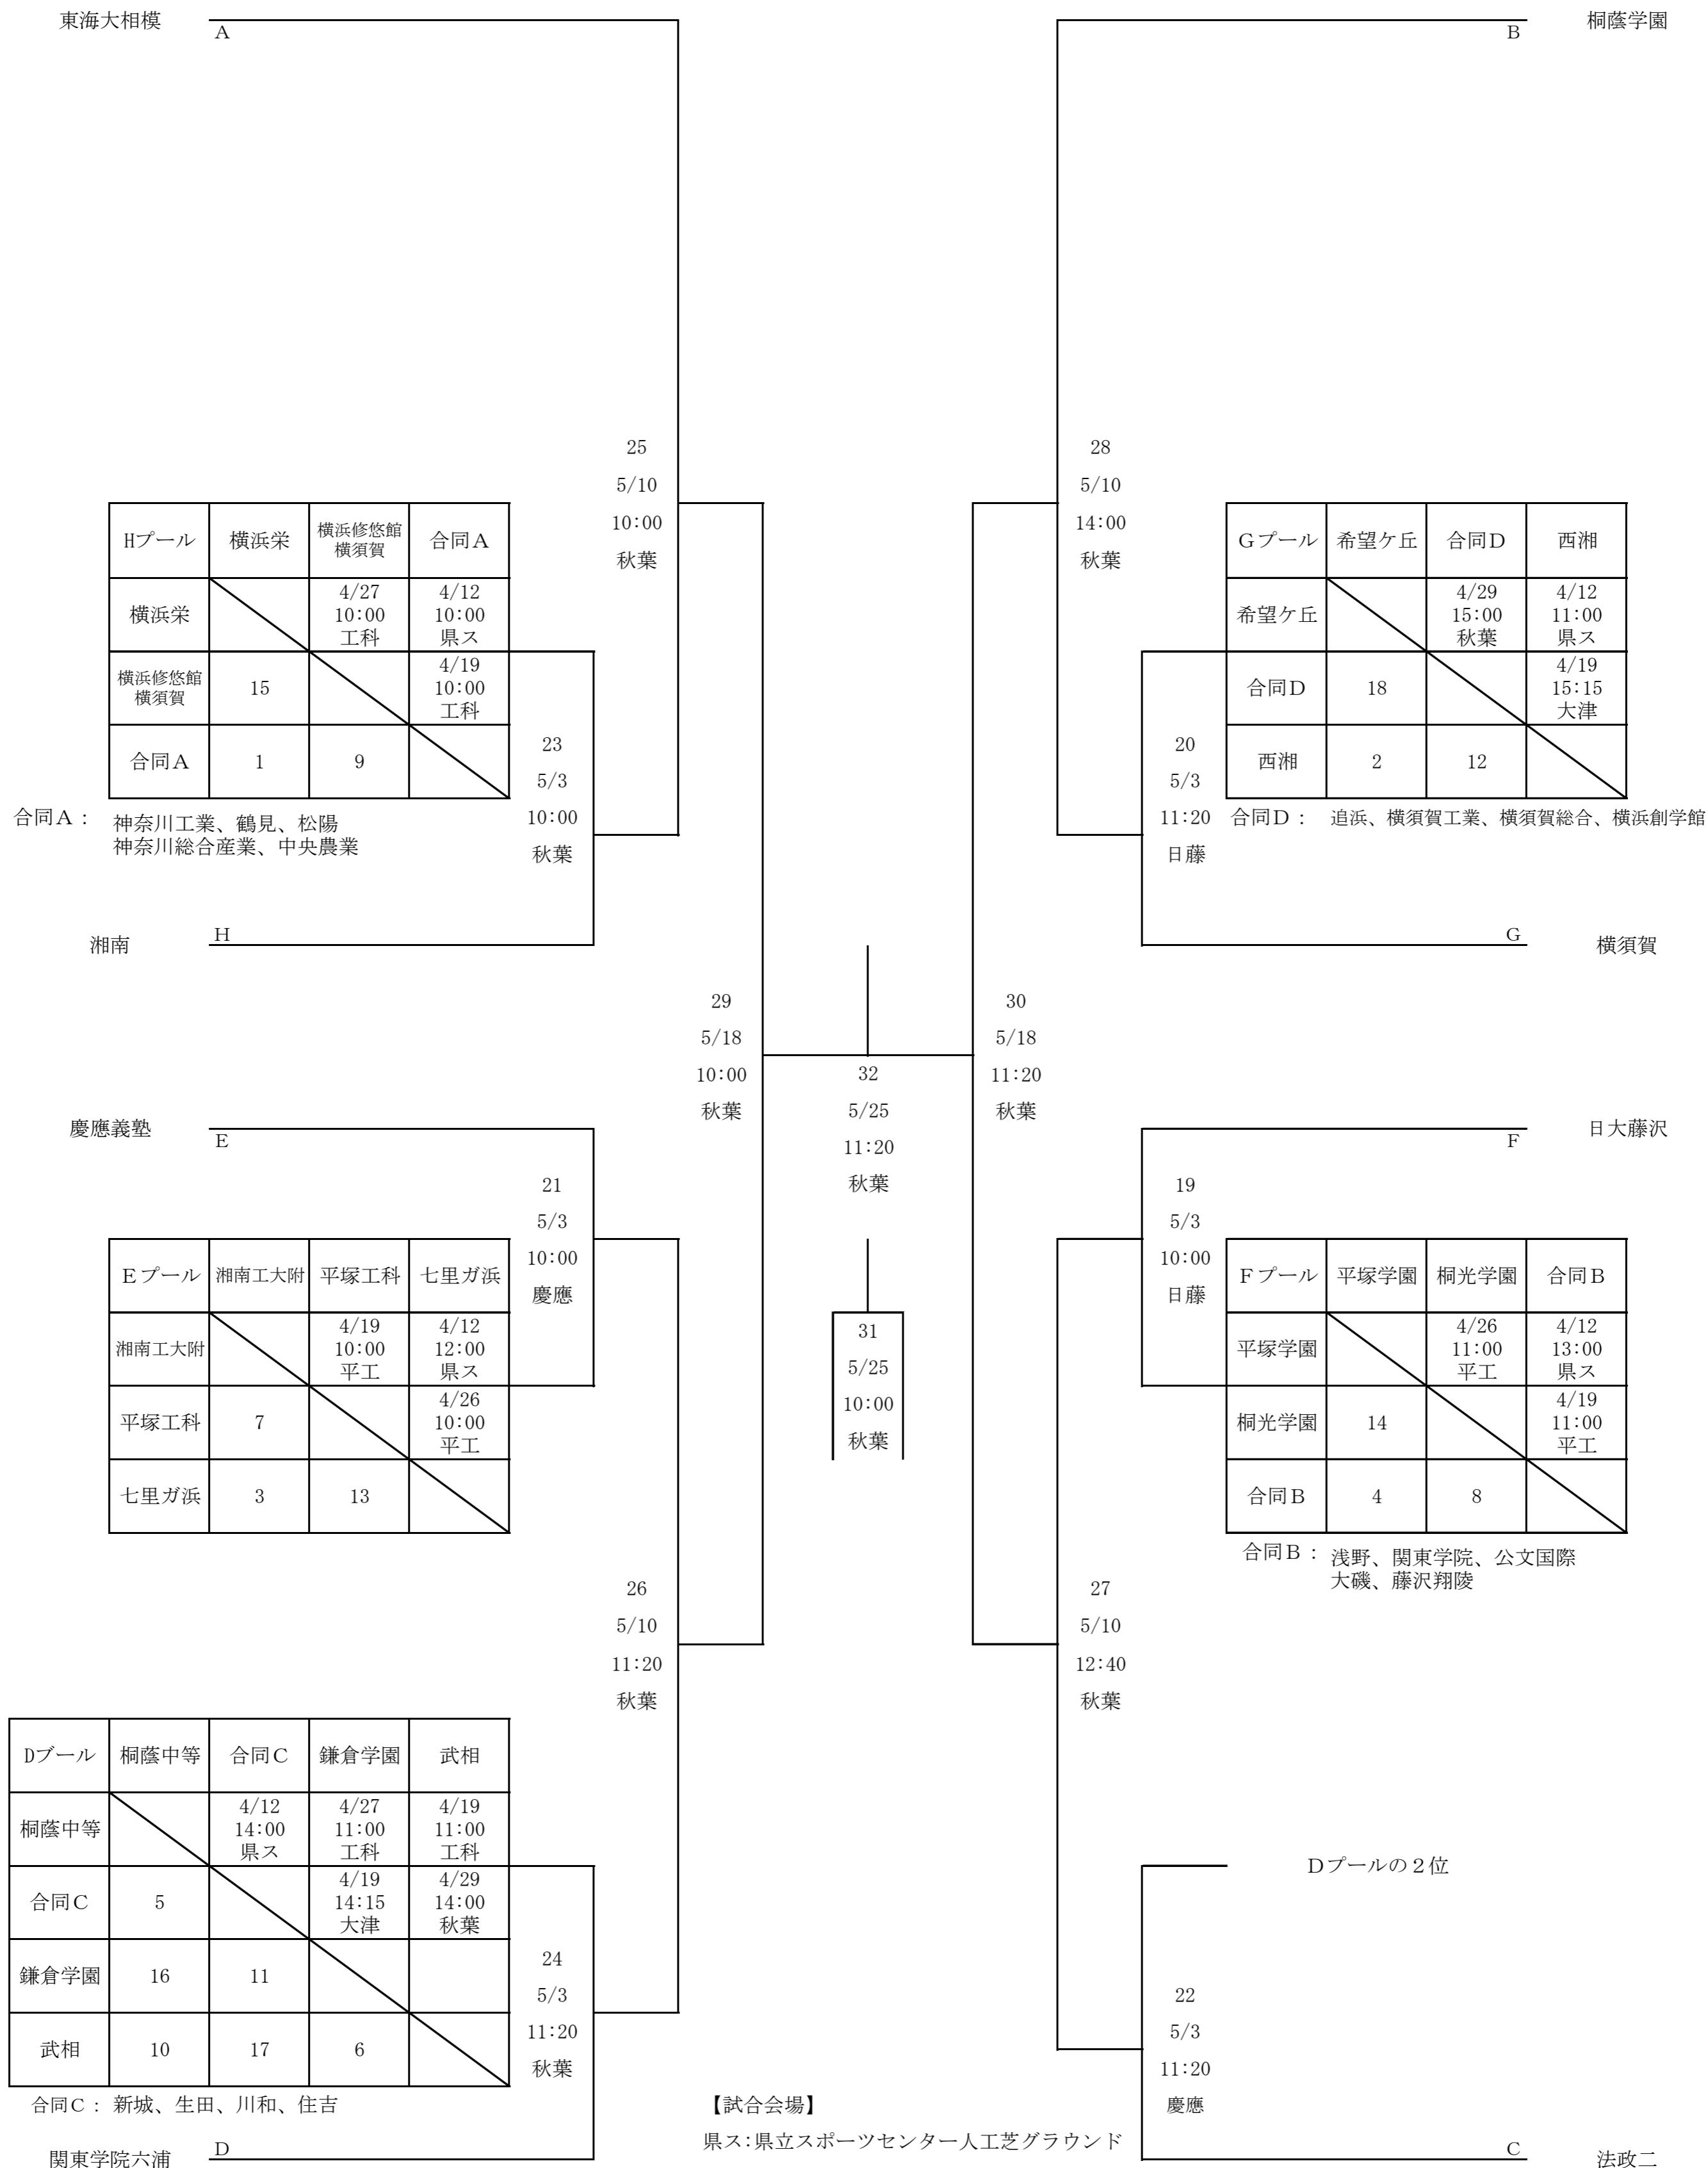 東海大相模
A
B
桐蔭学園
25
5/10
10:00
秋葉
28
5/10
14:00
秋葉
Hプール 横浜栄 横浜修悠館 横須賀 合同A
横浜栄 4/27 10:00 工科 4/12 10:00 県ス
横浜修悠館 横須賀 15 4/19 10:00 工科
合同A 1 9
合同A： 神奈川工業、鶴見、松陽
神奈川総合産業、中央農業
23
5/3
10:00
秋葉
Gプール 希望ケ丘 合同D 西湘
希望ケ丘 4/29 15:00 秋葉 4/12 11:00 県ス
合同D 18 4/19 15:15 大津
西湘 2 12
合同D： 追浜、横須賀工業、横須賀総合、横浜創学館
20
5/3
11:20
日藤
湘南
H
G
横須賀
29
5/18
10:00
秋葉
32
5/25
11:20
秋葉
30
5/18
11:20
秋葉
慶應義塾
E
F
日大藤沢
21
5/3
10:00
慶應
19
5/3
10:00
日藤
Eプール 湘南工大附 平塚工科 七里ガ浜
湘南工大附 4/19 10:00 平工 4/12 12:00 県ス
平塚工科 7 4/26 10:00 平工
七里ガ浜 3 13
31
5/25
10:00
秋葉
Fプール 平塚学園 桐光学園 合同B
平塚学園 4/26 11:00 平工 4/12 13:00 県ス
桐光学園 14 4/19 11:00 平工
合同B 4 8
合同B： 浅野、関東学院、公文国際
大磯、藤沢翔陵
26
5/10
11:20
秋葉
27
5/10
12:40
秋葉
Dブール 桐蔭中等 合同C 鎌倉学園 武相
桐蔭中等 4/12 14:00 県ス 4/27 11:00 工科 4/19 11:00 工科
合同C 5 4/19 14:15 大津 4/29 14:00 秋葉
鎌倉学園 16 11
武相 10 17 6
合同C： 新城、生田、川和、住吉
24
5/3
11:20
秋葉
Dプールの２位
22
5/3
11:20
慶應
関東学院六浦
D
【試合会場】
県ス：県立スポーツセンター人工芝グラウンド
C
法政二